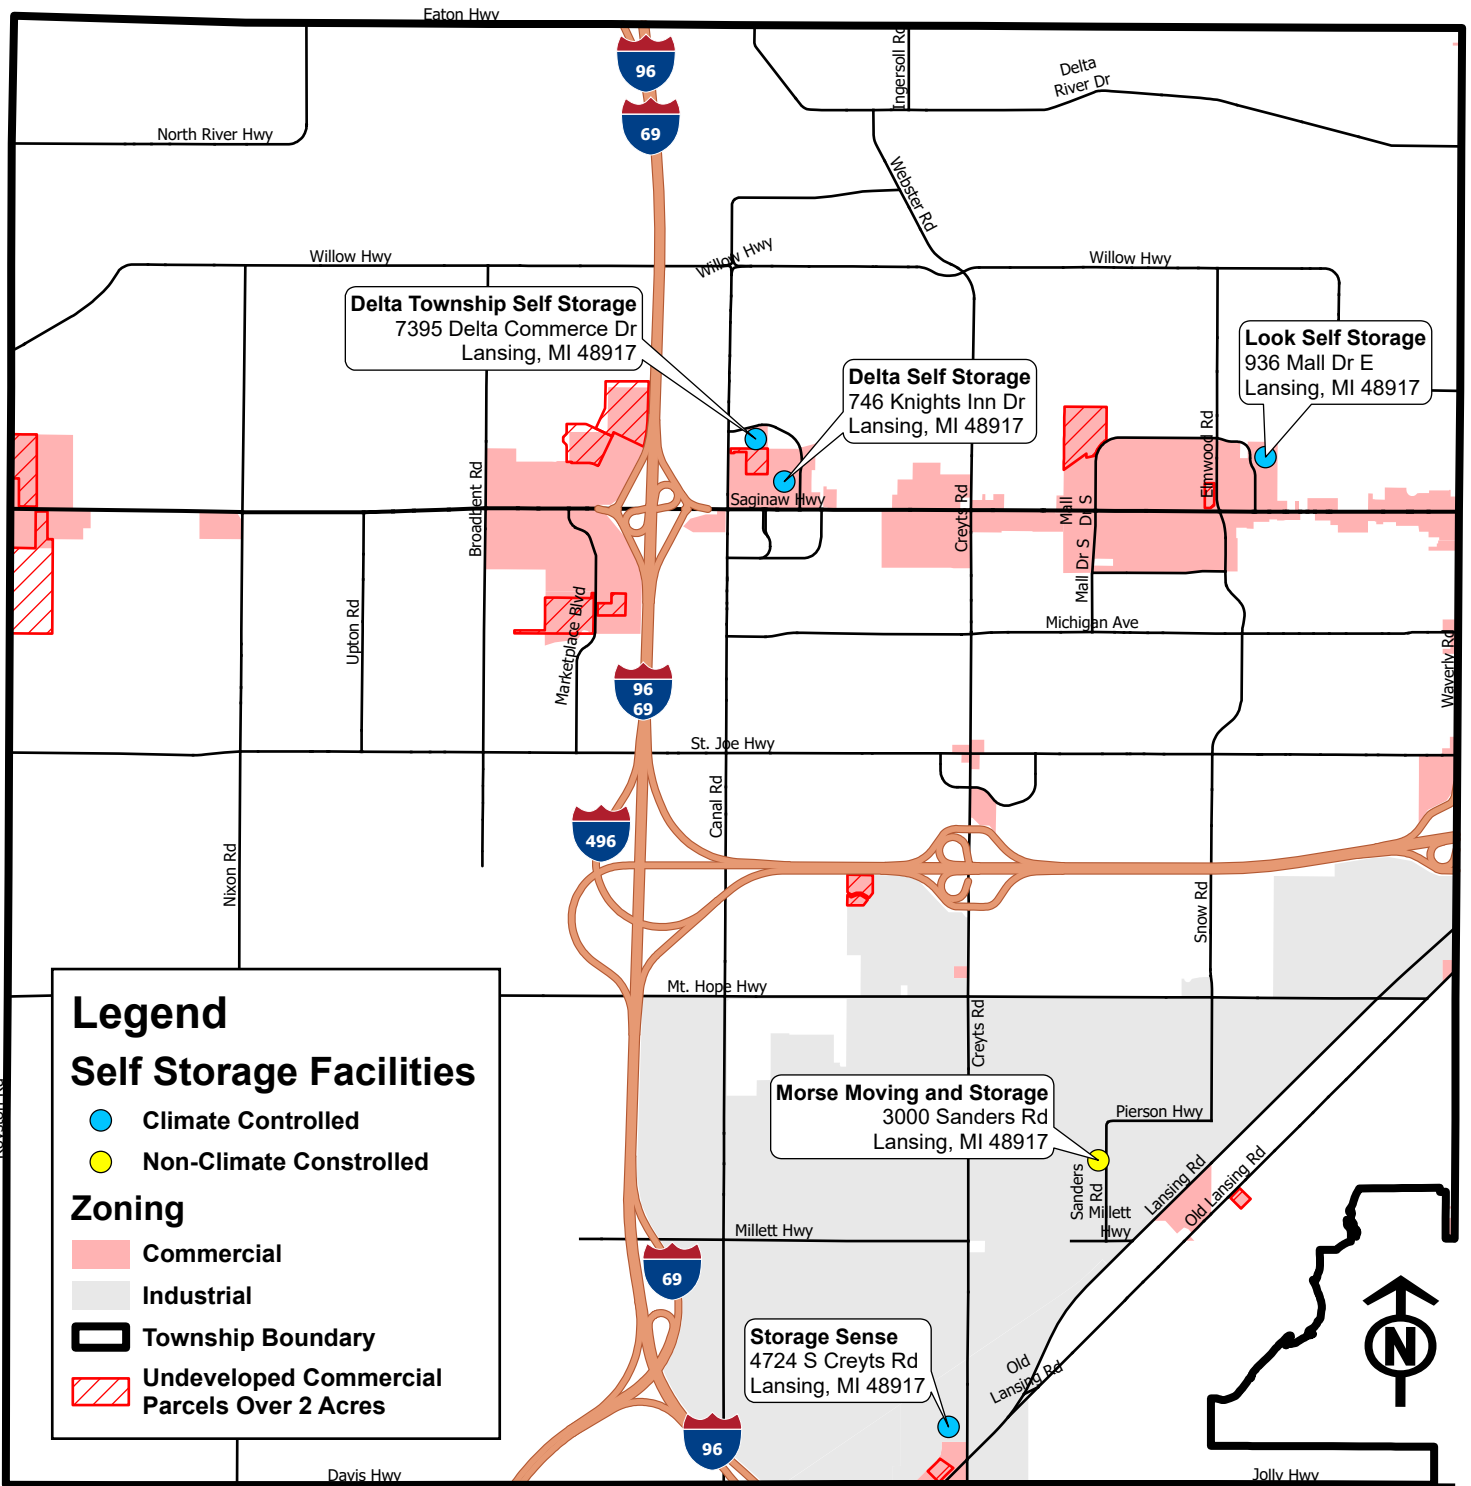 Eaton Hwy
96
69
Ingersoll Rd
Delta
River Dr
North River Hwy
Webster Rd
Willow Hwy
Willow Hwy
Willow Hwy
Delta Township Self Storage
7395 Delta Commerce Dr
Lansing, MI 48917
Delta Self Storage
746 Knights Inn Dr
Lansing, MI 48917
Look Self Storage
936 Mall Dr E
Lansing, MI 48917
Broadbent Rd
Saginaw Hwy
Creyts Rd
Mall
Dr S
Elmwood Rd
Mall Dr S
Upton Rd
Marketplace Blvd
Michigan Ave
Waverly Rd
96
69
St. Joe Hwy
Canal Rd
496
Nixon Rd
Snow Rd
Mt. Hope Hwy
Creyts Rd
Morse Moving and Storage
3000 Sanders Rd
Lansing, MI 48917
Pierson Hwy
Sanders
Rd
Millett
Hwy
Lansing Rd
Old Lansing Rd
Millett Hwy
69
Storage Sense
4724 S Creyts Rd
Lansing, MI 48917
Old
Lansing Rd
96
Davis Hwy
Jolly Hwy
N
Legend
Self Storage Facilities
Climate Controlled
Non-Climate Constrolled
Zoning
Commercial
Industrial
Township Boundary
Undeveloped Commercial
Parcels Over 2 Acres